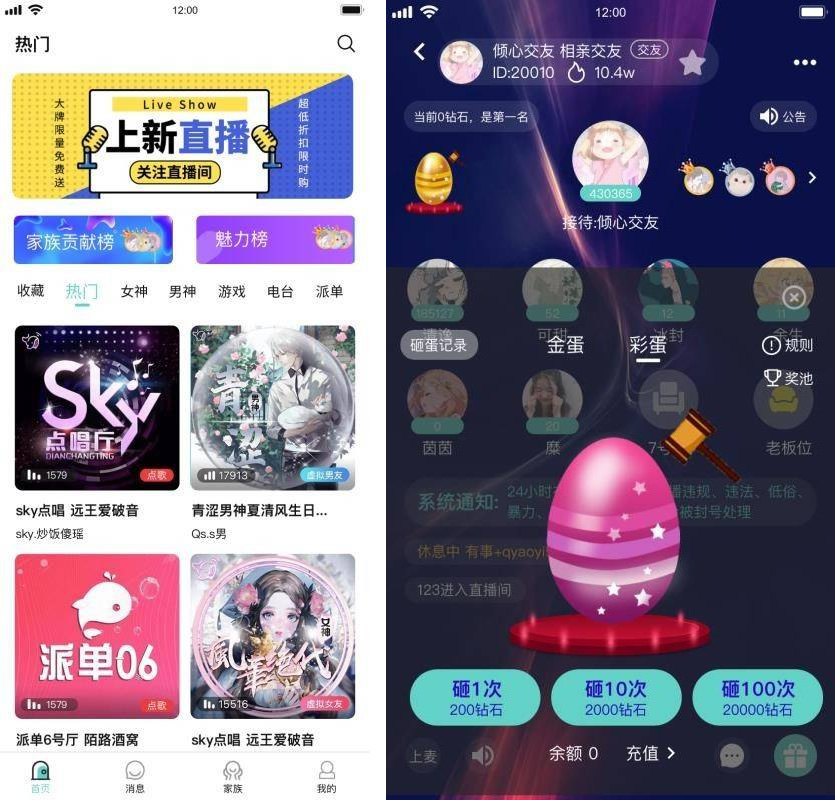 12:00
热门
大牌限量免费送
Live Show
上新直播
关注直播间
超低折扣限时购
家族贡献榜
魅力榜
收藏 热门 女神 男神 游戏 电台 派单
Sky
点唱厅
DIANCHANGTING
1579
点歌
青涩
男神
17913
虚拟男友
sky点唱 远王爱破音
sky.炒饭傻瑶
青涩男神夏清风生日...
Qs.s男
派单06
1579
点歌
風華绝代
女神
15516
虚拟女友
派单6号厅 陌路酒窝
sky点唱 远王爱破音
首页 消息 家族 我的
12:00
倾心交友 相亲交友 交友
ID:20010 10.4w
当前0钻石，是第一名
公告
430365
接待:倾心交友
185127 52 12 11
可甜 冰封 余生
砸蛋记录 金蛋 彩蛋 规则
奖池
0 20
茵茵 糜 7号 老板位
系统通知: 24小时 播违规、违法、低俗、
暴力、 被封号处理
休息中 有事+qyaoyi
123进入直播间
砸1次 砸10次 砸100次
200钻石 2000钻石 20000钻石
上麦 余额 0 充值